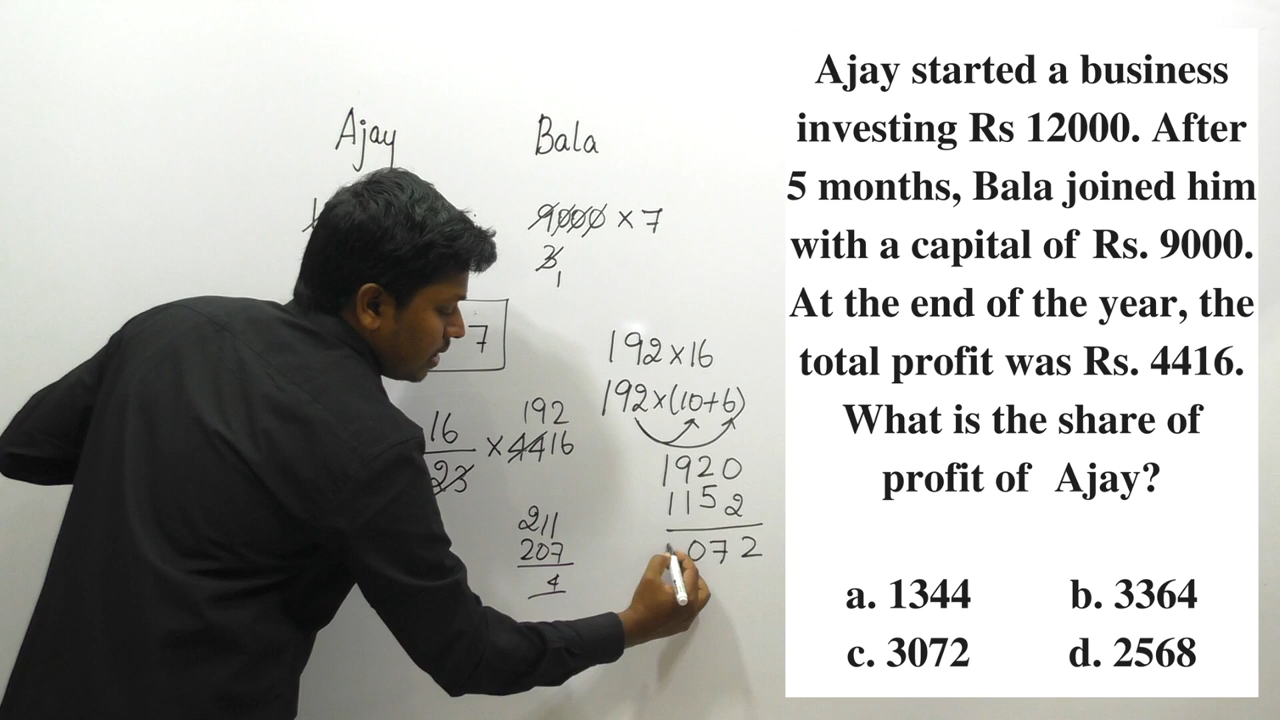 Ajay Bala
9000 × 7
3
1
7
192 × 16
192 × (10+6)
192
16 × 4416
23
1920
1152
072
211
207
4
Ajay started a business
investing Rs 12000. After
5 months, Bala joined him
with a capital of Rs. 9000.
At the end of the year, the
total profit was Rs. 4416.
What is the share of
profit of Ajay?
a. 1344 b. 3364
c. 3072 d. 2568